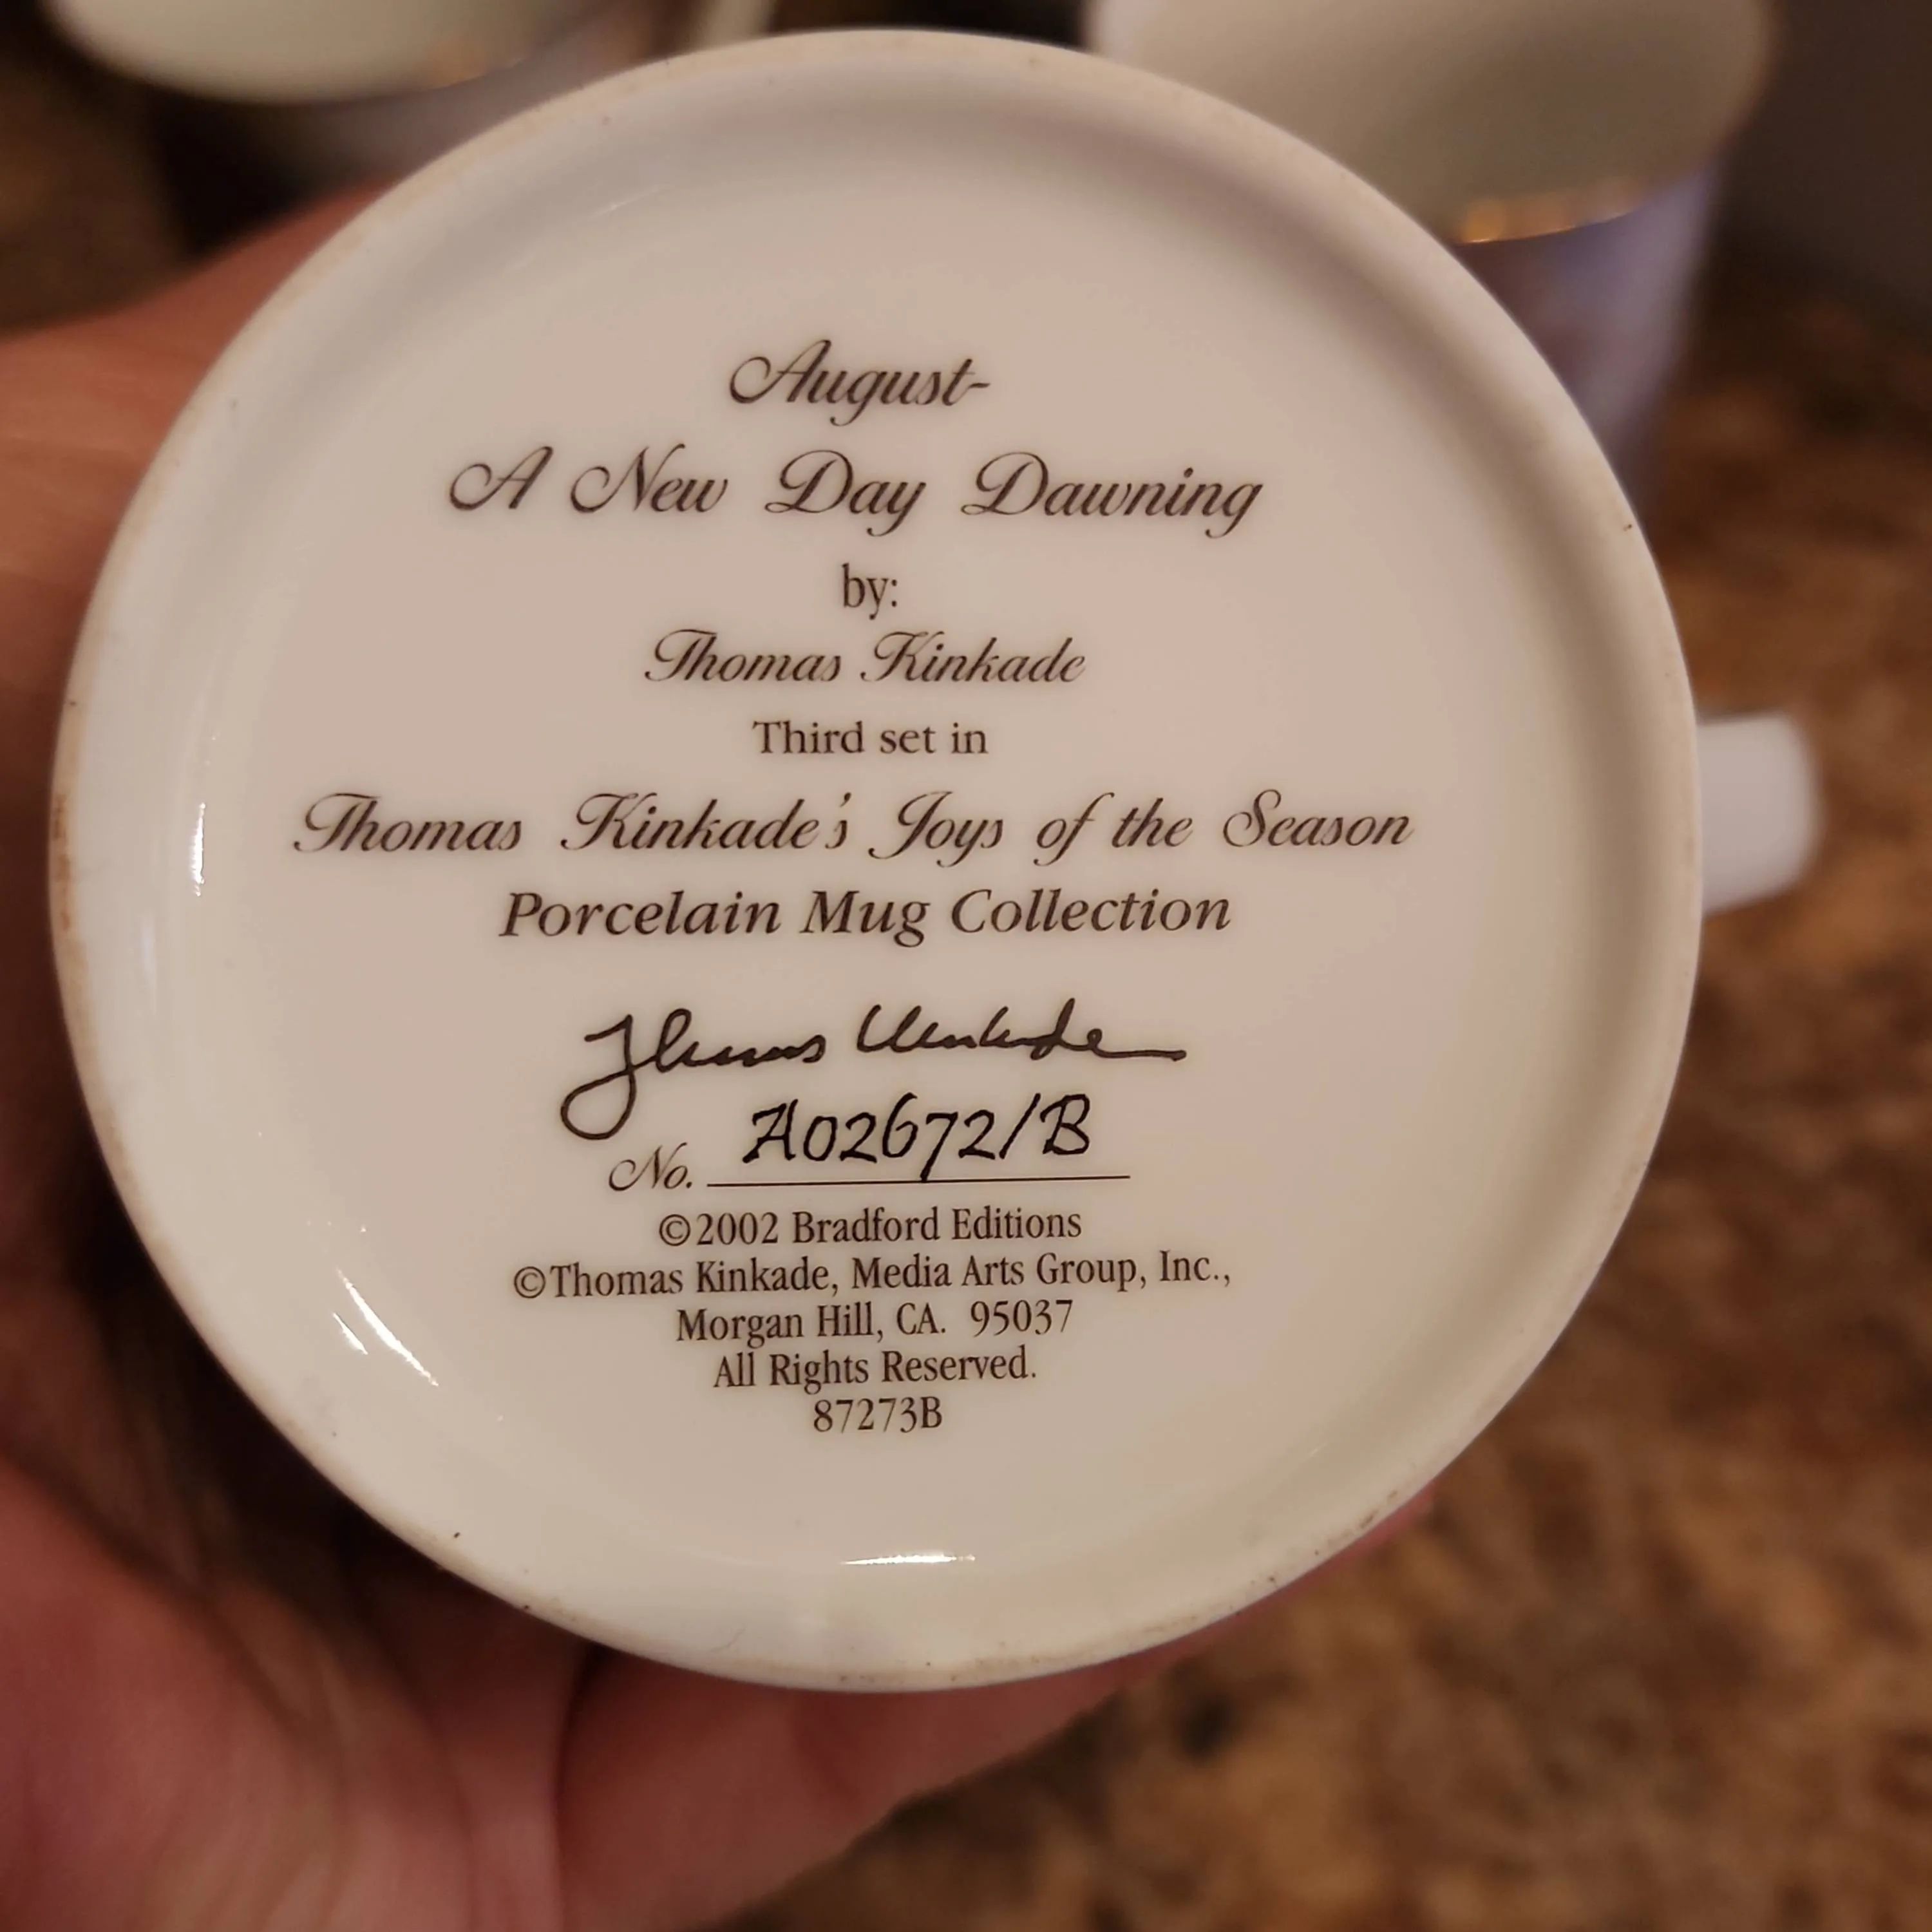 August-
A New Day Dawning
by:
Thomas Kinkade
Third set in
Thomas Kinkade's Joys of the Season
Porcelain Mug Collection
Thomas Kinkade
No. A02672/B
©2002 Bradford Editions
©Thomas Kinkade, Media Arts Group, Inc.,
Morgan Hill, CA. 95037
All Rights Reserved.
87273B